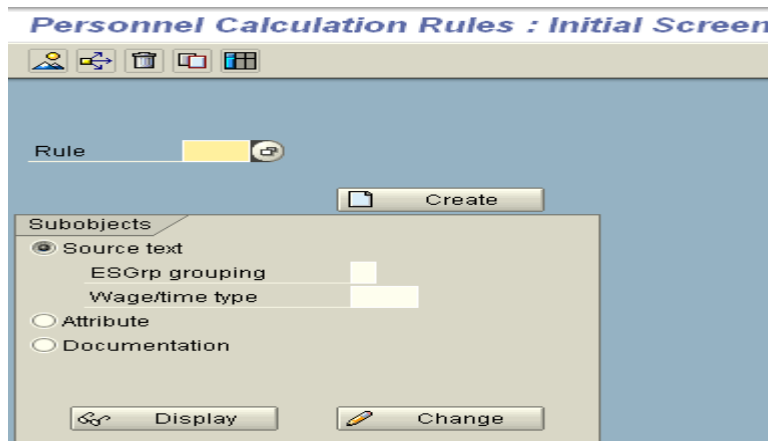 Personnel Calculation Rules : Initial Screen
Rule
Create
Subobjects
Source text
ESGrp grouping
Wage/time type
Attribute
Documentation
Display Change